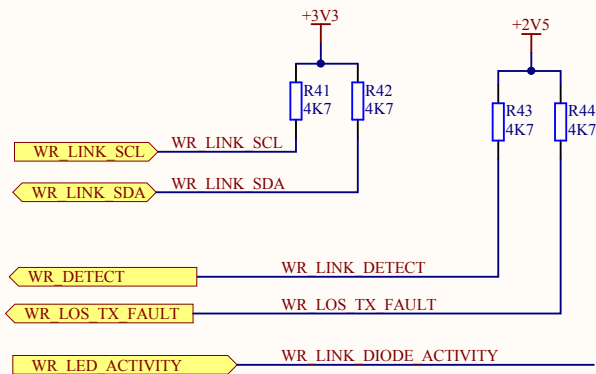 +3V3
+2V5
R41
4K7
R42
4K7
R43
4K7
R44
4K7
WR_LINK_SCL
WR_LINK_SCL
WR_LINK_SDA
WR_LINK_SDA
WR_DETECT
WR_LINK_DETECT
WR_LOS_TX_FAULT
WR_LOS_TX_FAULT
WR_LED_ACTIVITY
WR_LINK_DIODE_ACTIVITY